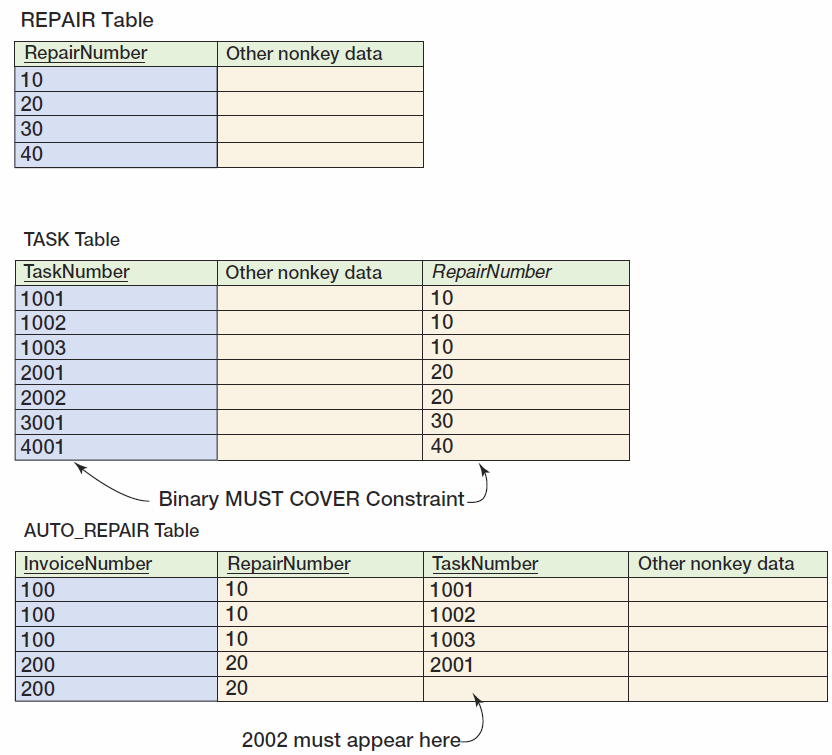 REPAIR Table
RepairNumber Other nonkey data
10
20
30
40
TASK Table
TaskNumber Other nonkey data RepairNumber
1001 10
1002 10
1003 10
2001 20
2002 20
3001 30
4001 40
Binary MUST COVER Constraint
AUTO_REPAIR Table
InvoiceNumber RepairNumber TaskNumber Other nonkey data
100 10 1001
100 10 1002
100 10 1003
200 20 2001
200 20
2002 must appear here